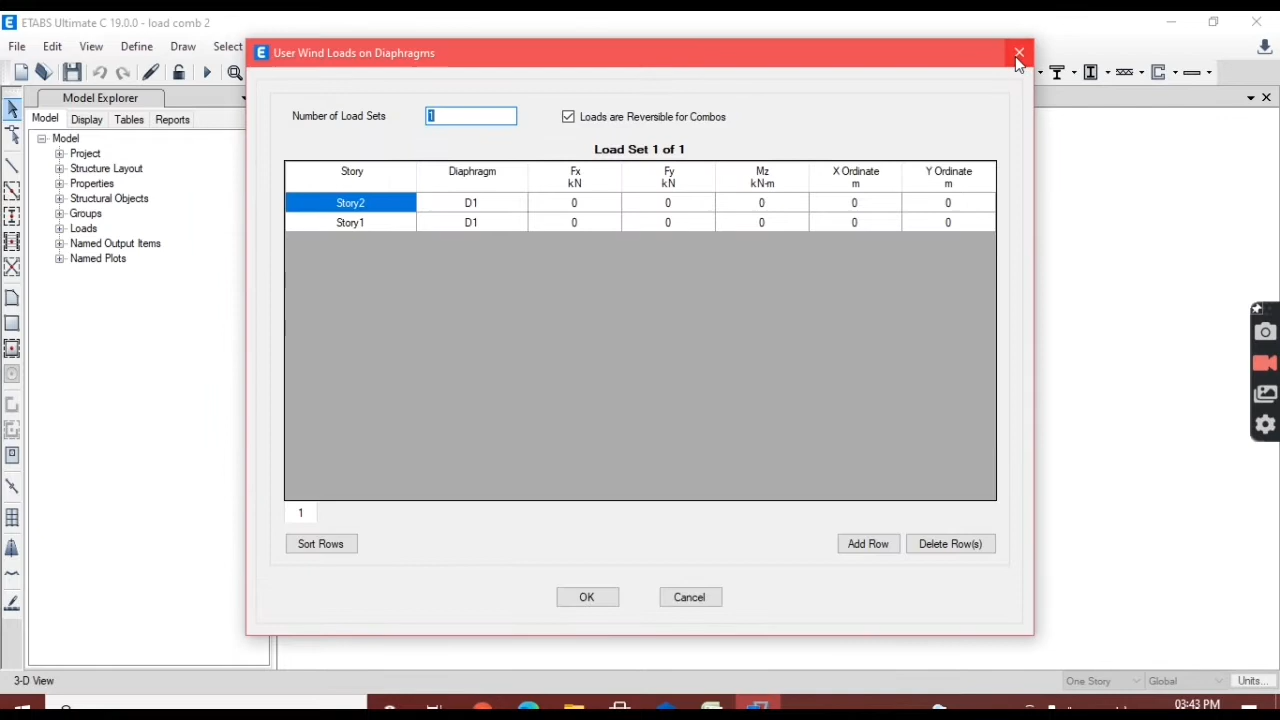 ETABS Ultimate C 19.0.0 - load comb 2
File Edit View Define Draw Select
User Wind Loads on Diaphragms
Model Explorer
Model Display Tables Reports
Model
Project
Structure Layout
Properties
Structural Objects
Groups
Loads
Named Output Items
Named Plots
Number of Load Sets 1 Loads are Reversible for Combos
Load Set 1 of 1
Story Diaphragm Fx Fy Mz X Ordinate Y Ordinate
kN kN kN-m m m
Story2 D1 0 0 0 0 0
Story1 D1 0 0 0 0 0
1
Sort Rows Add Row Delete Row(s)
OK Cancel
3-D View One Story Global Units...
03:43 PM